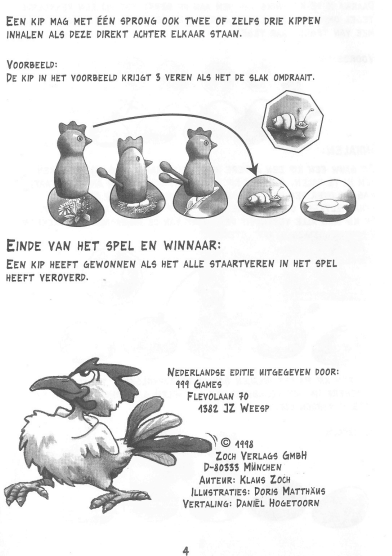 EEN KIP MAG MET ÉÉN SPRONG OOK TWEE OF ZELFS DRIE KIPPEN
INHALEN ALS DEZE DIREKT ACHTER ELKAAR STAAN.
VOORBEELD:
DE KIP IN HET VOORBEELD KRIJGT 3 VEREN ALS HET DE SLAK OMDRAAIT.
EINDE VAN HET SPEL EN WINNAAR:
EEN KIP HEEFT GEWONNEN ALS HET ALLE STAARTVEREN IN HET SPEL
HEEFT VEROVERD.
NEDERLANDSE EDITIE UITGEGEVEN DOOR:
999 GAMES
FLEVOLAAN 70
1382 JZ WEESP
© 1998
ZOCH VERLAGS GMBH
D-80333 MÜNCHEN
AUTEUR: KLAUS ZOCH
ILLUSTRATIES: DORIS MATTHÄUS
VERTALING: DANIËL HOGETOORN
4